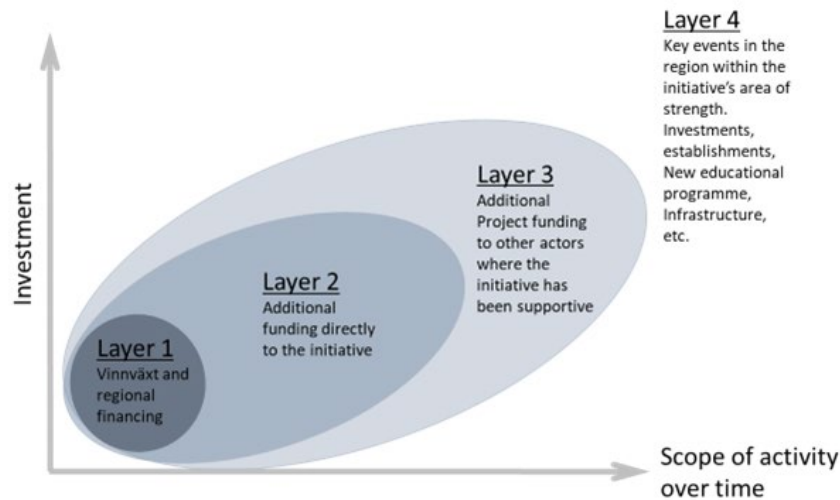 Layer 4
Key events in the
region within the
initiative's area of
strength.
Investments,
establishments,
New educational
programme,
Infrastructure,
etc.
Layer 3
Additional
Project funding
to other actors
where the
initiative has
been supportive
Layer 2
Additional
funding directly
to the initiative
Layer 1
Vinnväxt and
regional
financing
Investment
Scope of activity
over time